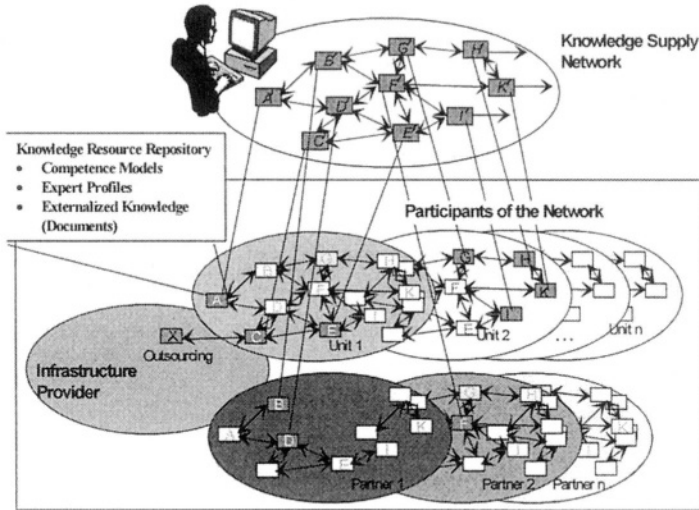 Knowledge Supply
Network
G'
H'
B'
F'
K'
A'
D'
I'
C'
E'
Knowledge Resource Repository
• Competence Models
• Expert Profiles
• Externalized Knowledge
(Documents)
Participants of the Network
G
H
G
H
B
F
K
F
K
A
D
I
I'
X
C
E
E
Outsourcing
Unit 1
Unit 2
...
Unit n
Infrastructure
Provider
B
G
H
A
D
K
F
K
E
I
I
Partner 1
Partner 2
Partner n